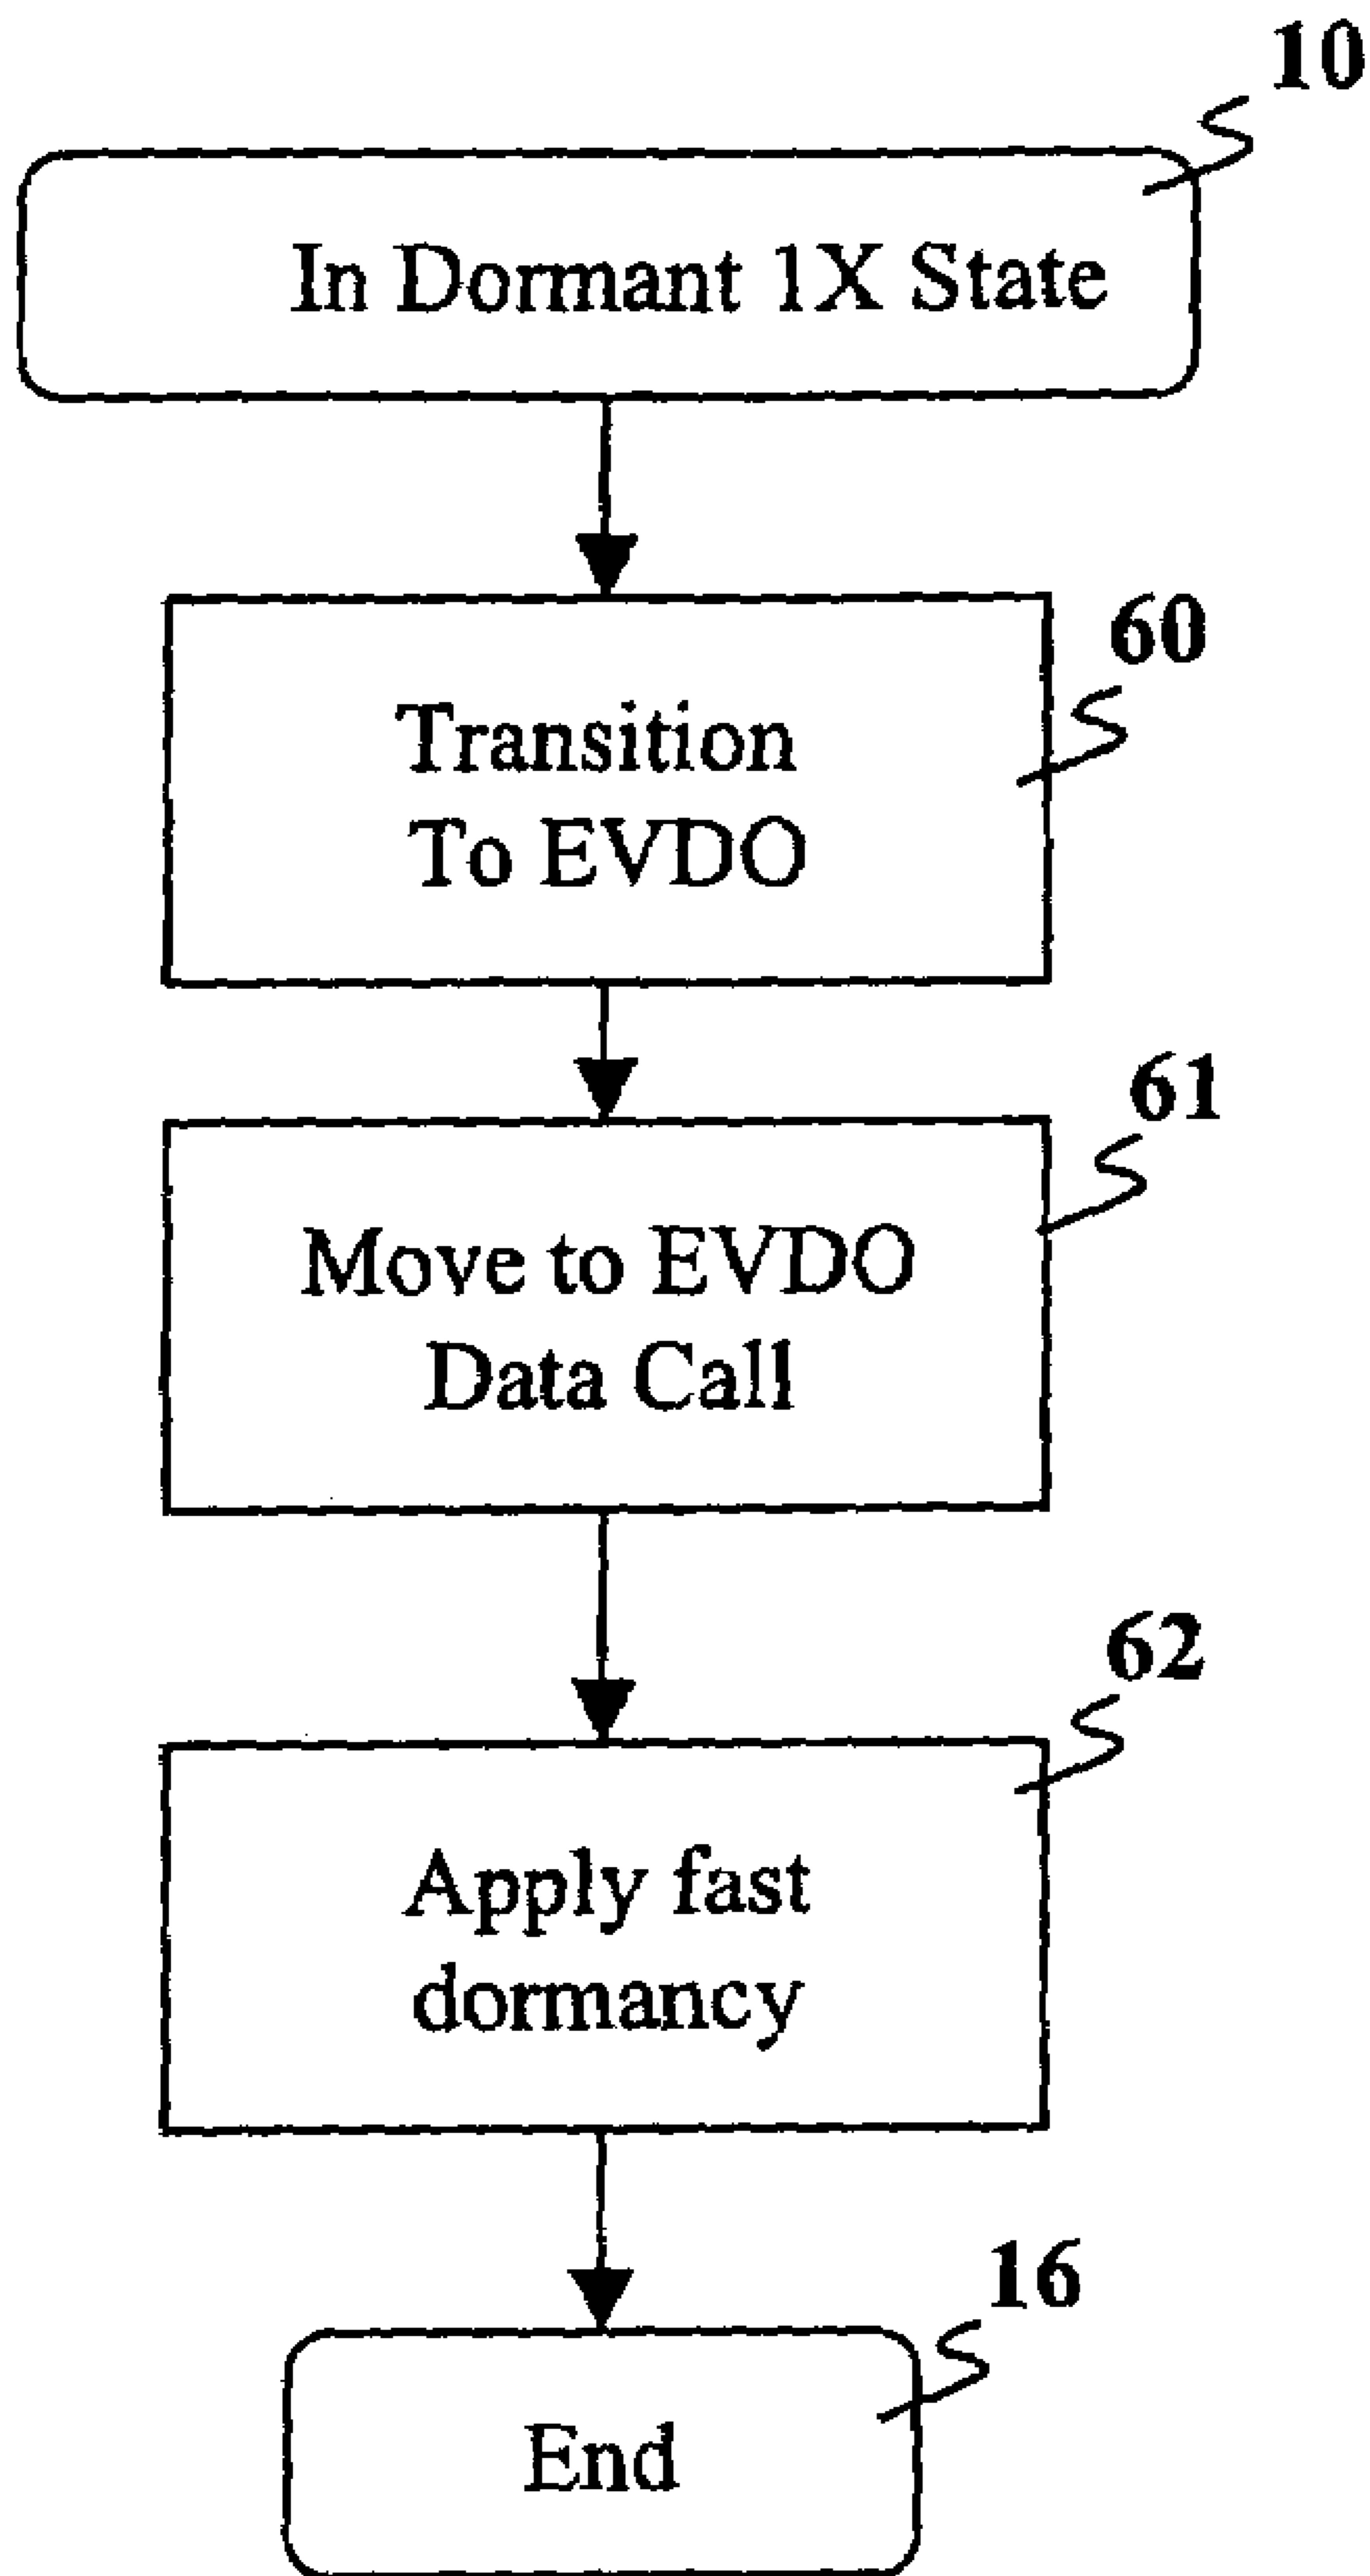 10
In Dormant 1X State
60
Transition
To EVDO
61
Move to EVDO
Data Call
62
Apply fast
dormancy
16
End